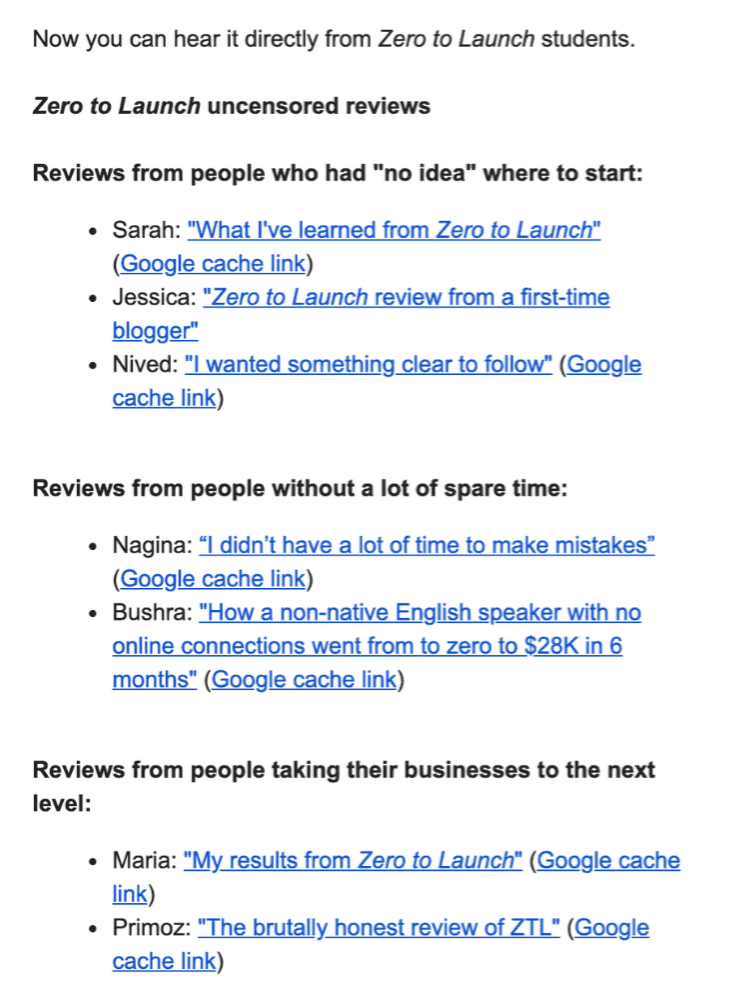 Now you can hear it directly from Zero to Launch students.
Zero to Launch uncensored reviews
Reviews from people who had "no idea" where to start:
• Sarah: "What I've learned from Zero to Launch"
(Google cache link)
• Jessica: "Zero to Launch review from a first-time
blogger"
• Nived: "I wanted something clear to follow" (Google
cache link)
Reviews from people without a lot of spare time:
• Nagina: “I didn’t have a lot of time to make mistakes”
(Google cache link)
• Bushra: "How a non-native English speaker with no
online connections went from to zero to $28K in 6
months" (Google cache link)
Reviews from people taking their businesses to the next
level:
• Maria: "My results from Zero to Launch" (Google cache
link)
• Primoz: "The brutally honest review of ZTL" (Google
cache link)